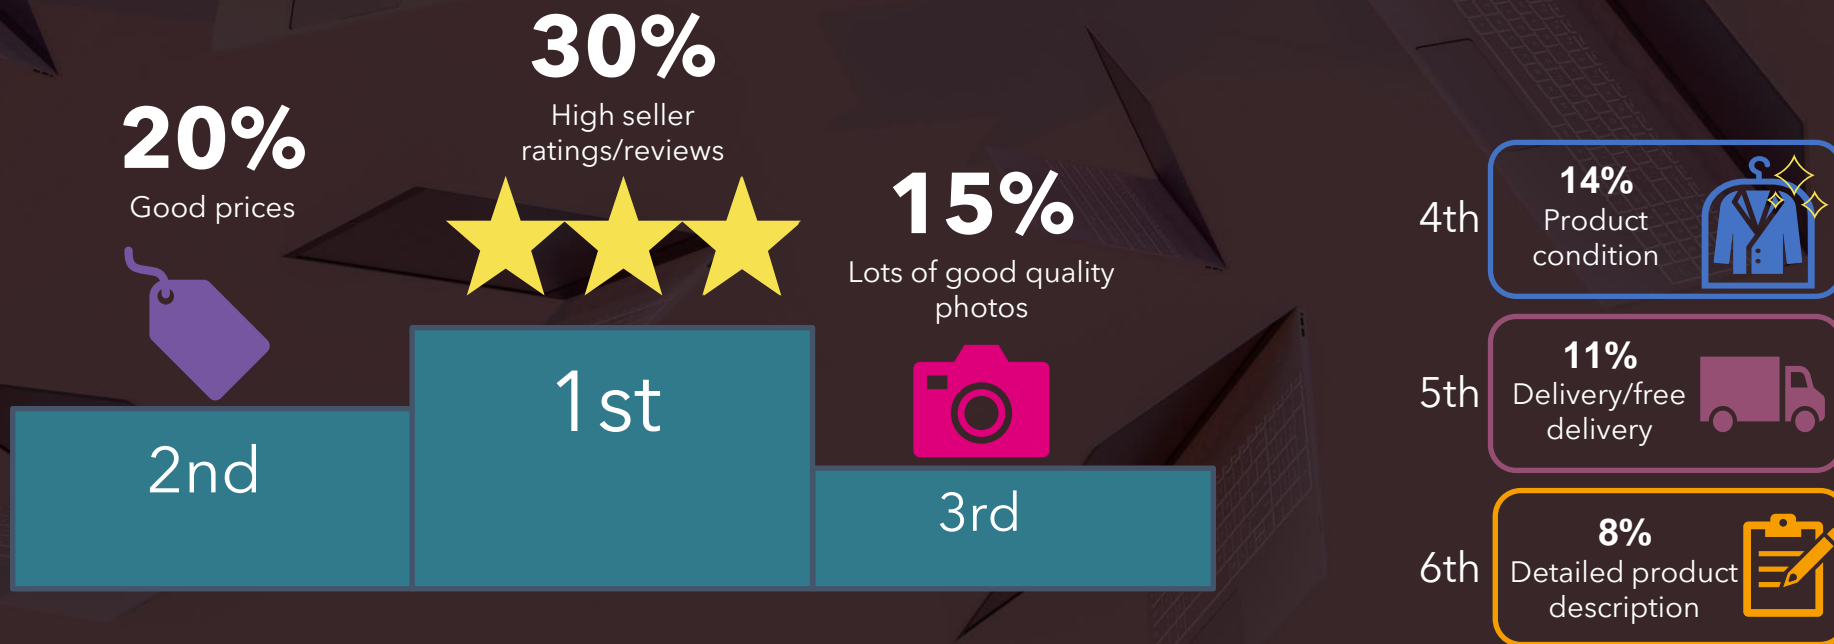 30%
High seller
ratings/reviews
20%
Good prices
15%
Lots of good quality
photos
1st
2nd
3rd
4th
14%
Product
condition
5th
11%
Delivery/free
delivery
6th
8%
Detailed product
description